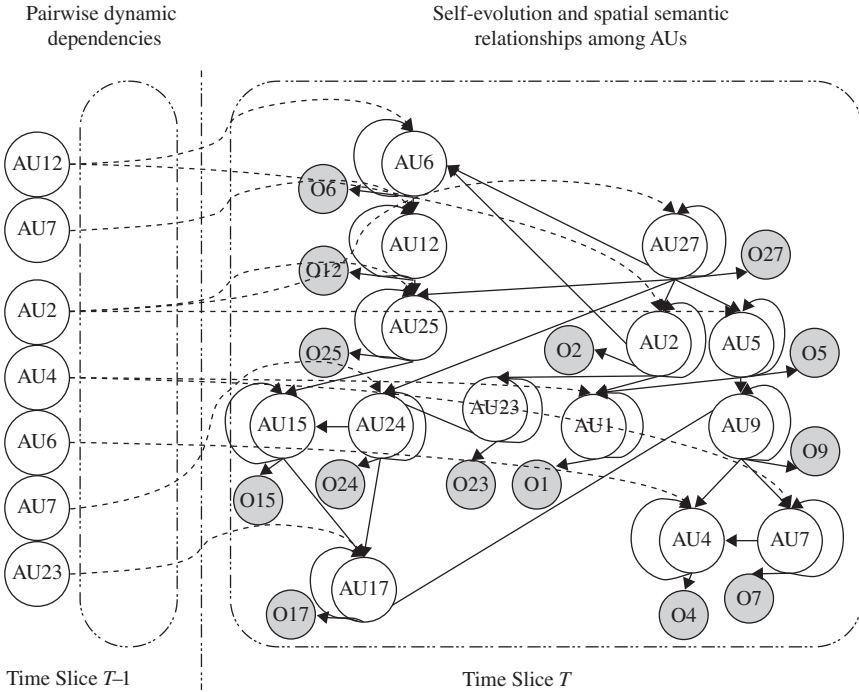 Pairwise dynamic
dependencies
Self-evolution and spatial semantic
relationships among AUs
AU12
AU7
AU2
AU4
AU6
AU7
AU23
AU6
O6
AU12
AU27
O27
O12
AU25
AU2
AU5
O25
O2
O5
AU15
AU24
AU23
AU1
AU9
O9
O15
O24
O23
O1
AU4
AU7
AU17
O17
O4
O7
Time Slice T–1
Time Slice T